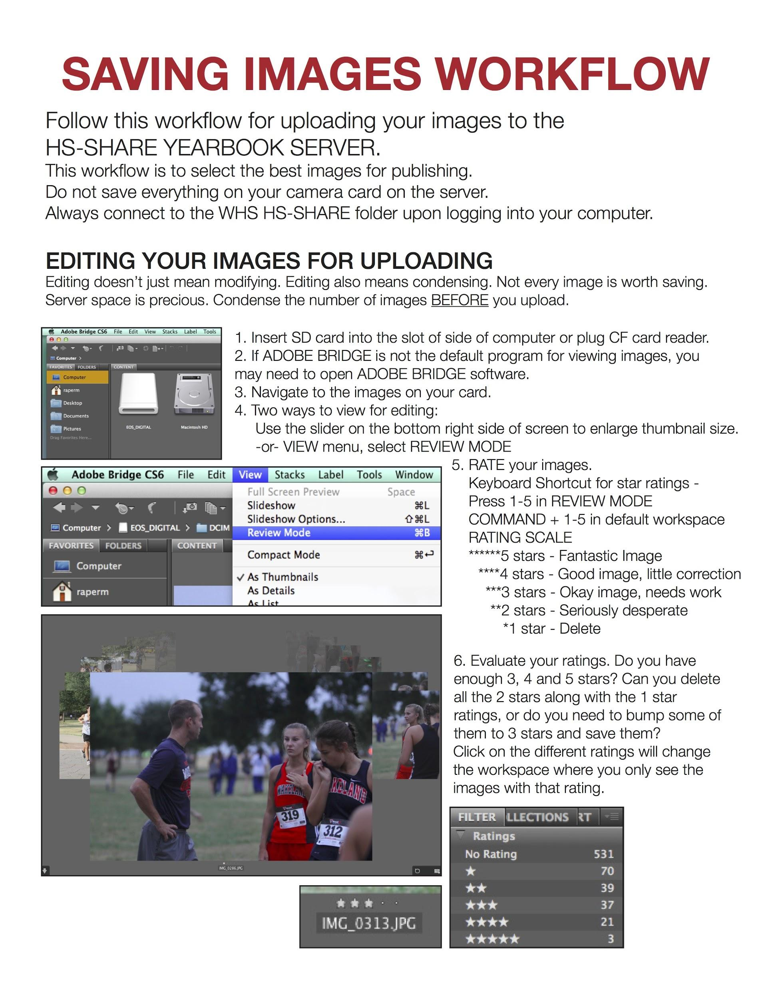 SAVING IMAGES WORKFLOW
Follow this workflow for uploading your images to the
HS-SHARE YEARBOOK SERVER.
This workflow is to select the best images for publishing.
Do not save everything on your camera card on the server.
Always connect to the WHS HS-SHARE folder upon logging into your computer.
EDITING YOUR IMAGES FOR UPLOADING
Editing doesn't just mean modifying. Editing also means condensing. Not every image is worth saving.
Server space is precious. Condense the number of images BEFORE you upload.
Adobe Bridge CS6 File Edit View Stacks Label Tools
Computer >
FAVORITES FOLDERS CONTENT
Computer
raperm
Desktop
Documents
Pictures
Drag Favorites Here...
EOS_DIGITAL Macintosh HD
1. Insert SD card into the slot of side of computer or plug CF card reader.
2. If ADOBE BRIDGE is not the default program for viewing images, you
may need to open ADOBE BRIDGE software.
3. Navigate to the images on your card.
4. Two ways to view for editing:
Use the slider on the bottom right side of screen to enlarge thumbnail size.
-or- VIEW menu, select REVIEW MODE
Adobe Bridge CS6 File Edit View Stacks Label Tools Window
Full Screen Preview Space
Slideshow ⌘L
Slideshow Options... ⇧⌘L
Review Mode ⌘B
Compact Mode ⌘↩
✓ As Thumbnails
As Details
As List
Computer > EOS_DIGITAL > DCIM
FAVORITES FOLDERS CONTENT
Computer
raperm
5. RATE your images.
Keyboard Shortcut for star ratings -
Press 1-5 in REVIEW MODE
COMMAND + 1-5 in default workspace
RATING SCALE
******5 stars - Fantastic Image
****4 stars - Good image, little correction
***3 stars - Okay image, needs work
**2 stars - Seriously desperate
*1 star - Delete
WAKELAND
319
KELAND
312
IMG_0286.JPG
6. Evaluate your ratings. Do you have
enough 3, 4 and 5 stars? Can you delete
all the 2 stars along with the 1 star
ratings, or do you need to bump some of
them to 3 stars and save them?
Click on the different ratings will change
the workspace where you only see the
images with that rating.
IMG_0313.JPG
FILTER LLECTIONS RT
Ratings
No Rating 531
★ 70
★★ 39
★★★ 37
★★★★ 21
★★★★★ 3